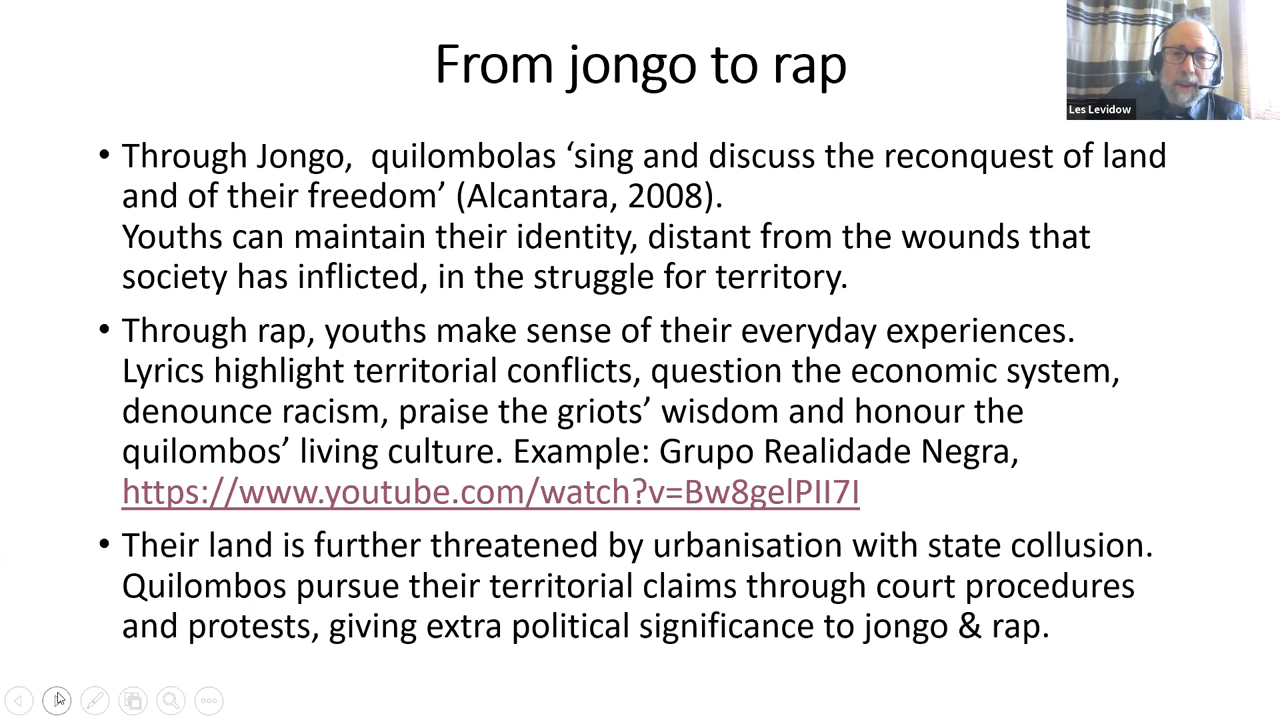 From jongo to rap
Les Levidow
• Through Jongo,  quilombolas ‘sing and discuss the reconquest of land
and of their freedom’ (Alcantara, 2008).
Youths can maintain their identity, distant from the wounds that
society has inflicted, in the struggle for territory.
• Through rap, youths make sense of their everyday experiences.
Lyrics highlight territorial conflicts, question the economic system,
denounce racism, praise the griots’ wisdom and honour the
quilombos’ living culture. Example: Grupo Realidade Negra,
https://www.youtube.com/watch?v=Bw8gelPII7I
• Their land is further threatened by urbanisation with state collusion.
Quilombos pursue their territorial claims through court procedures
and protests, giving extra political significance to jongo & rap.